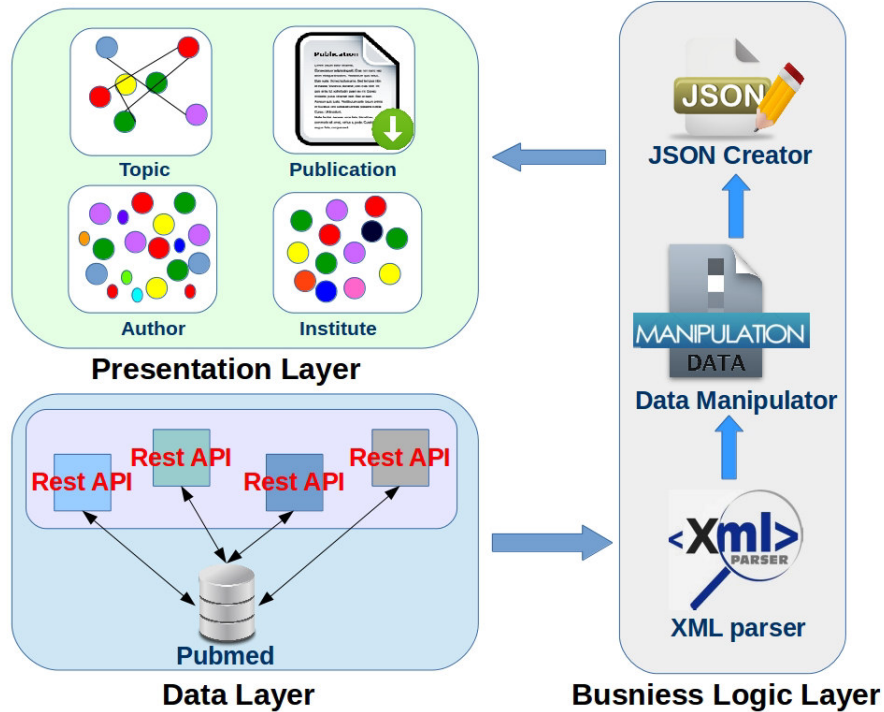 Publication
Topic
Publication
Author
Institute
Presentation Layer
Rest API
Rest API
Rest API
Rest API
Pubmed
Data Layer
JSON
JSON Creator
MANIPULATION
DATA
Data Manipulator
<Xml>
PARSER
XML parser
Busniess Logic Layer